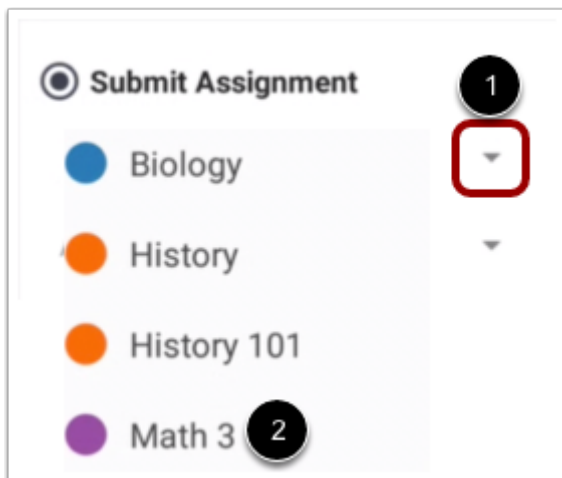 Submit Assignment
1
Biology
History
History 101
Math 3 2